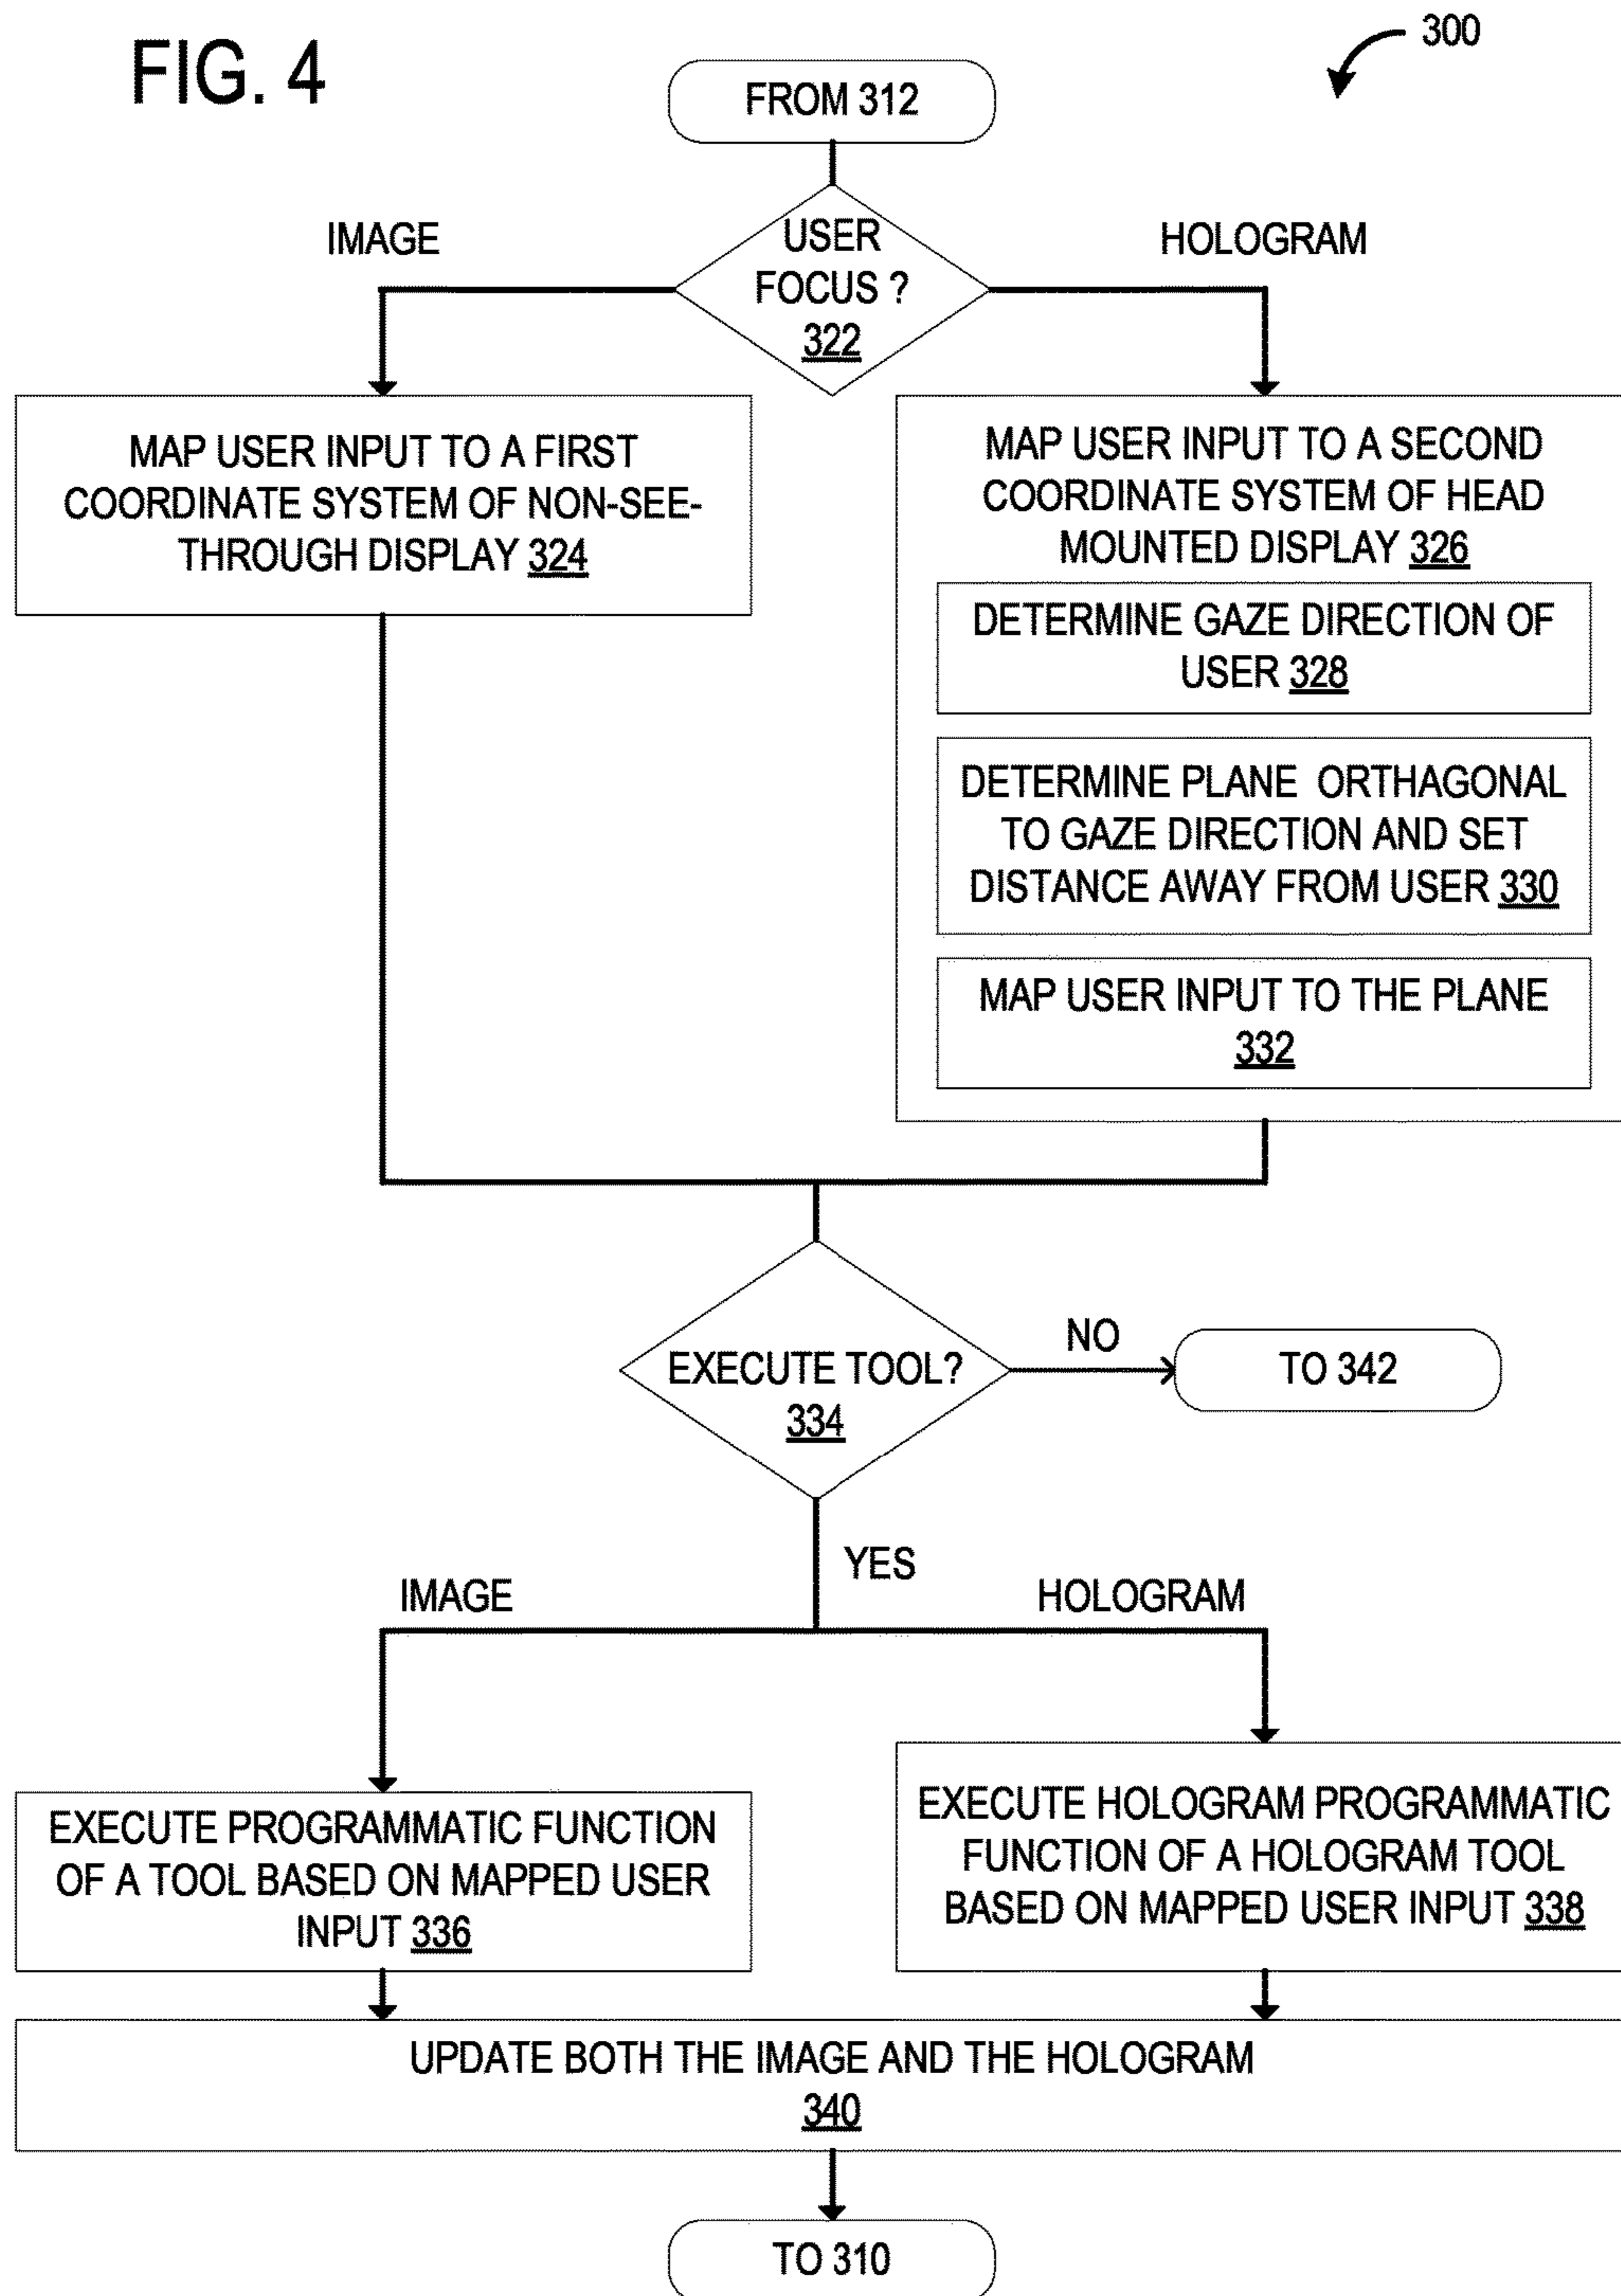 FIG. 4
300
FROM 312
USER
FOCUS ?
322
IMAGE
HOLOGRAM
MAP USER INPUT TO A FIRST
COORDINATE SYSTEM OF NON-SEE-
THROUGH DISPLAY 324
MAP USER INPUT TO A SECOND
COORDINATE SYSTEM OF HEAD
MOUNTED DISPLAY 326
DETERMINE GAZE DIRECTION OF
USER 328
DETERMINE PLANE ORTHAGONAL
TO GAZE DIRECTION AND SET
DISTANCE AWAY FROM USER 330
MAP USER INPUT TO THE PLANE
332
EXECUTE TOOL?
334
NO
TO 342
YES
IMAGE
HOLOGRAM
EXECUTE PROGRAMMATIC FUNCTION
OF A TOOL BASED ON MAPPED USER
INPUT 336
EXECUTE HOLOGRAM PROGRAMMATIC
FUNCTION OF A HOLOGRAM TOOL
BASED ON MAPPED USER INPUT 338
UPDATE BOTH THE IMAGE AND THE HOLOGRAM
340
TO 310